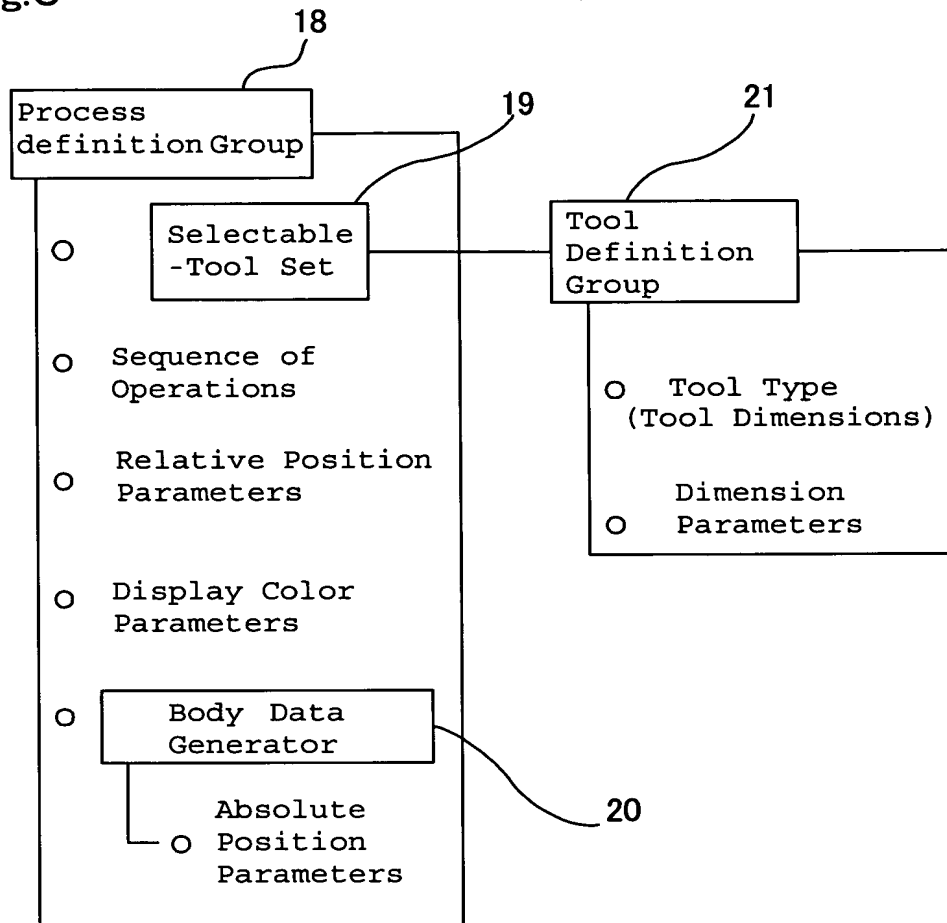 18
Process
definition Group
19
21
Selectable
-Tool Set
Tool
Definition
Group
Sequence of
Operations
Tool Type
(Tool Dimensions)
Relative Position
Parameters
Dimension
Parameters
Display Color
Parameters
Body Data
Generator
20
Absolute
Position
Parameters